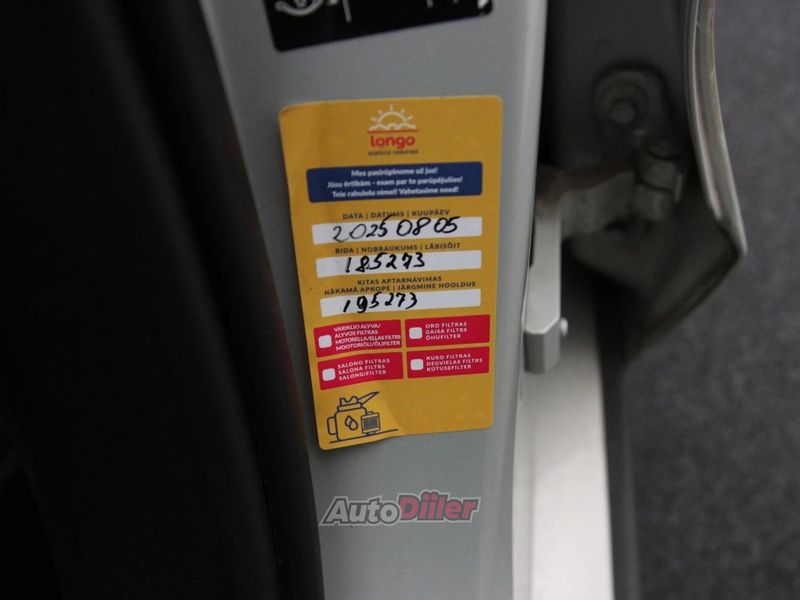 longo
SERVICE VERIFIED
Mes pasirūpinome už jus!
Jūsu ērtībām - esam par to parūpējušies!
Teie rahulolu nimel! Vahetasime need!
DATA | DATUMS | KUUPÄEV
2025 08 05
RIDA | NOBRAUKUMS | LÄBISÕIT
185273
KITAS APTARNAVIMAS
NĀKAMĀ APKOPE | JÄRGMINE HOOLDUS
195273
VARIKLIO ALYVA/
ALYVOS FILTRAS
MOTOREĻĻA/EĻĻAS FILTRS
MOOTORIÕLI/ÕLIFILTER
ORO FILTRAS
GAISA FILTRS
ÕHUFILTER
SALONO FILTRAS
SALONA FILTRS
SALONGIFILTER
KURO FILTRAS
DEGVIELAS FILTRS
KÜTUSEFILTER
AutoDiiler